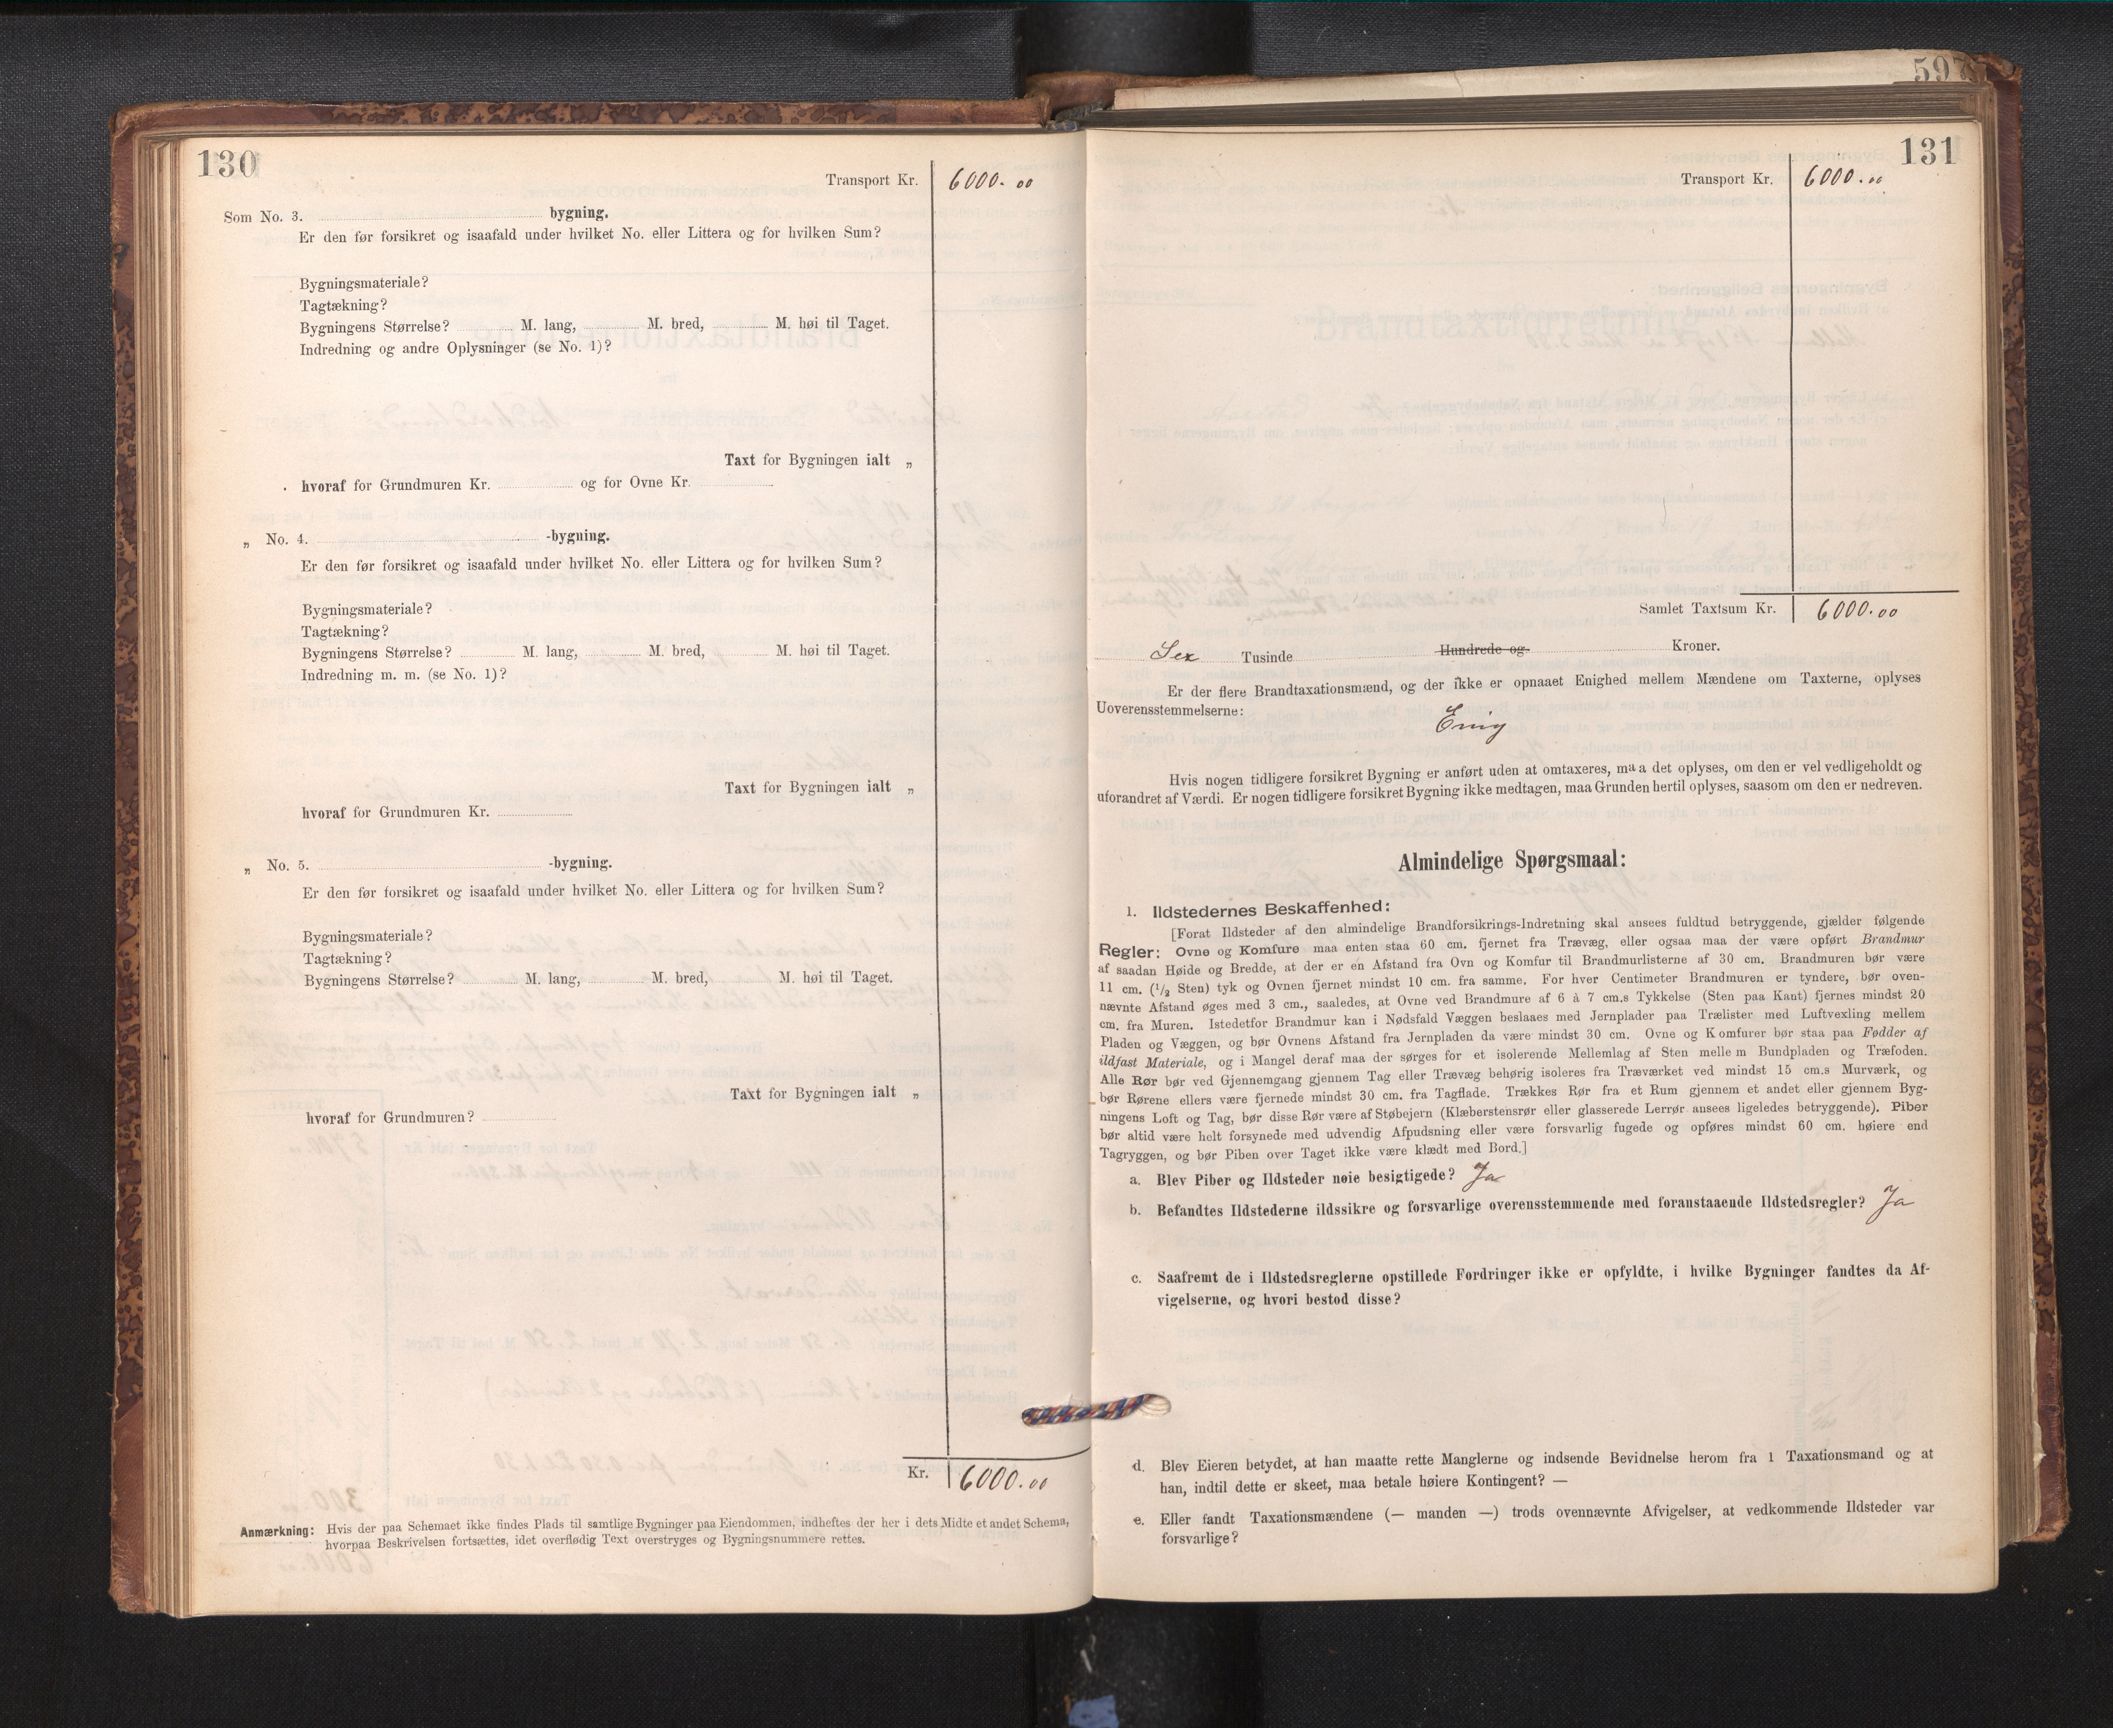 130
Transport Kr. 6000.00
Som No. 3. bygning.
Er den før forsikret og isaafald under hvilket No. eller Littera og for hvilken Sum?
Bygningsmateriale?
Tagtækning?
Bygningens Størrelse? M. lang, M. bred, M. høi til Taget.
Indredning og andre Oplysninger (se No. 1)?
Taxt for Bygningen ialt „
hvoraf for Grundmuren Kr. og for Ovne Kr.
„ No. 4. -bygning.
Er den før forsikret og isaafald under hvilket No. eller Littera og for hvilken Sum?
Bygningsmateriale?
Tagtækning?
Bygningens Størrelse? M. lang, M. bred, M. høi til Taget.
Indredning m. m. (se No. 1)?
Taxt for Bygningen ialt „
hvoraf for Grundmuren Kr.
„ No. 5. -bygning.
Er den før forsikret og isaafald under hvilket No. eller Littera og for hvilken Sum?
Bygningsmateriale?
Tagtækning?
Bygningens Størrelse? M. lang, M. bred, M. høi til Taget.
Taxt for Bygningen ialt „
hvoraf for Grundmuren?
Kr. 6000.00
Anmærkning: Hvis der paa Schemaet ikke findes Plads til samtlige Bygninger paa Eiendommen, indheftes der her i dets Midte et andet Schema,
hvorpaa Beskrivelsen fortsættes, idet overflødig Text overstryges og Bygningsnummere rettes.
597
131
Transport Kr. 6000.00
Samlet Taxtsum Kr. 6000.00
Sex Tusinde Hundrede og Kroner.
Er der flere Brandtaxationsmænd, og der ikke er opnaaet Enighed mellem Mændene om Taxterne, oplyses
Uoverensstemmelserne:
Enig
Hvis nogen tidligere forsikret Bygning er anført uden at omtaxeres, maa det oplyses, om den er vel vedligeholdt og
uforandret af Værdi. Er nogen tidligere forsikret Bygning ikke medtagen, maa Grunden hertil oplyses, saasom om den er nedreven.
Almindelige Spørgsmaal:
1. Ildstedernes Beskaffenhed:
[Forat Ildsteder af den almindelige Brandforsikrings-Indretning skal ansees fuldtud betryggende, gjælder følgende
Regler: Ovne og Komfure maa enten staa 60 cm. fjernet fra Trævæg, eller ogsaa maa der være opført Brandmur
af saadan Høide og Bredde, at der er én Afstand fra Ovn og Komfur til Brandmurlisterne af 30 cm. Brandmuren bør være
11 cm. (1/2 Sten) tyk og Ovnen fjernet mindst 10 cm. fra samme. For hver Centimeter Brandmuren er tyndere, bør oven-
nævnte Afstand øges med 3 cm., saaledes, at Ovne ved Brandmure af 6 à 7 cm.s Tykkelse (Sten paa Kant) fjernes mindst 20
cm. fra Muren. Istedetfor Brandmur kan i Nødsfald Væggen beslaaes med Jernplader paa Trælister med Luftvexling mellem
Pladen og Væggen, og bør Ovnens Afstand fra Jernpladen da være mindst 30 cm. Ovne og Komfurer bør staa paa Fødder af
ildfast Materiale, og i Mangel deraf maa der sørges for et isolerende Mellemlag af Sten mellem Bundpladen og Træfoden.
Alle Rør bør ved Gjennemgang gjennem Tag eller Trævæg behørig isoleres fra Træværket ved mindst 15 cm.s Murværk, og
bør Rørene ellers være fjernede mindst 30 cm. fra Tagflade. Trækkes Rør fra et Rum gjennem et andet eller gjennem Byg-
ningens Loft og Tag, bør disse Rør være af Støbejern (Klæberstensrør eller glasserede Lerrør ansees ligeledes betryggende). Piber
bør altid være helt forsynede med udvendig Afpudsning eller være forsvarlig fugede og opføres mindst 60 cm. høiere end
Tagryggen, og bør Piben over Taget ikke være klædt med Bord.]
a. Blev Piber og Ildsteder nøie besigtigede? Ja
b. Befandtes Ildstederne ildssikre og forsvarlige overensstemmende med foranstaaende Ildstedsregler? Ja
c. Saafremt de i Ildstedsreglerne opstillede Fordringer ikke er opfyldte, i hvilke Bygninger fandtes da Af-
vigelserne, og hvori bestod disse?
d. Blev Eieren betydet, at han maatte rette Manglerne og indsende Bevidnelse herom fra 1 Taxationsmand og at
han, indtil dette er skeet, maa betale høiere Kontingent? —
e. Eller fandt Taxationsmændene (— manden —) trods ovennævnte Afvigelser, at vedkommende Ildsteder var
forsvarlige?